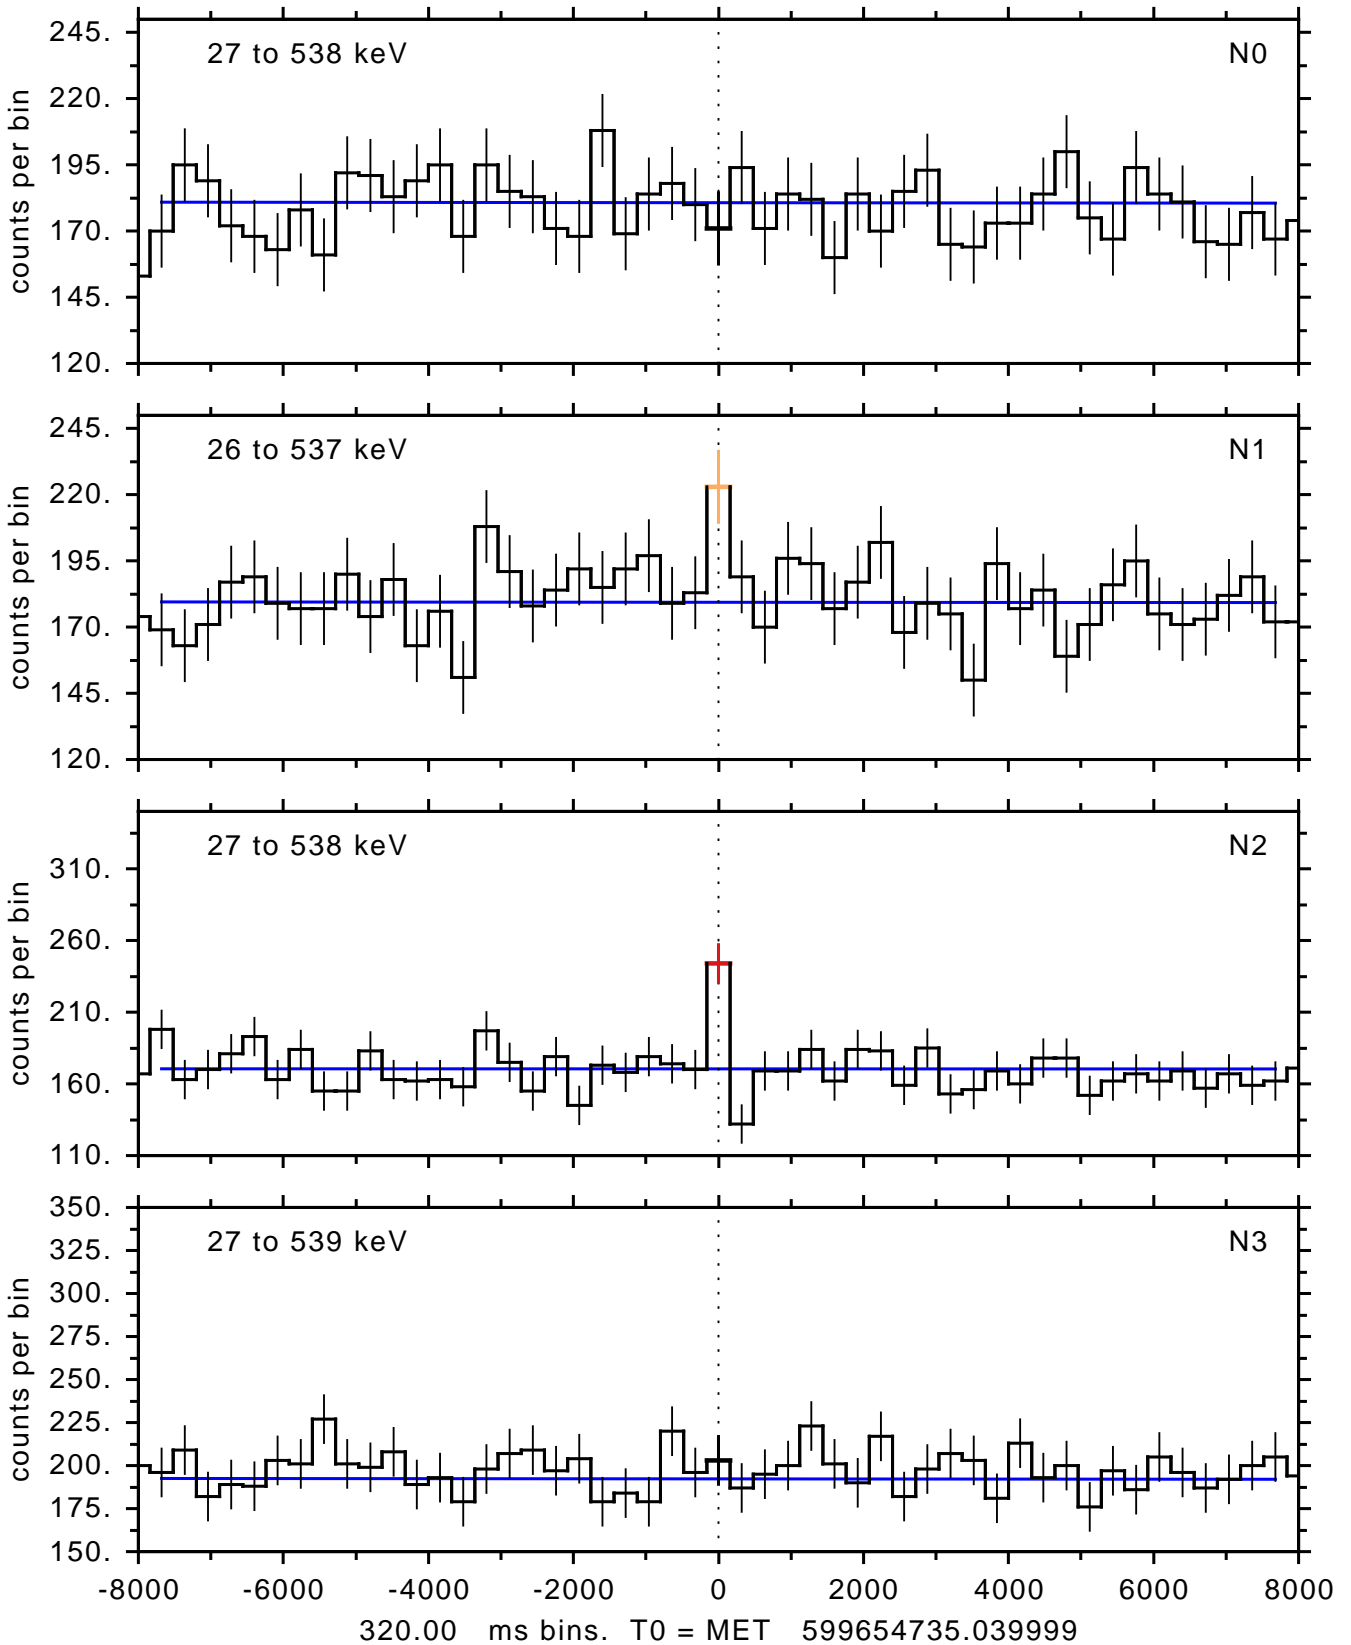 245.
27 to 538 keV
N0
220.
195.
170.
145.
120.
counts per bin
245.
26 to 537 keV
N1
220.
195.
170.
145.
120.
counts per bin
27 to 538 keV
N2
310.
260.
210.
160.
110.
counts per bin
350.
27 to 539 keV
N3
325.
300.
275.
250.
225.
200.
175.
150.
counts per bin
-8000 -6000 -4000 -2000 0 2000 4000 6000 8000
320.00 ms bins. T0 = MET 599654735.039999